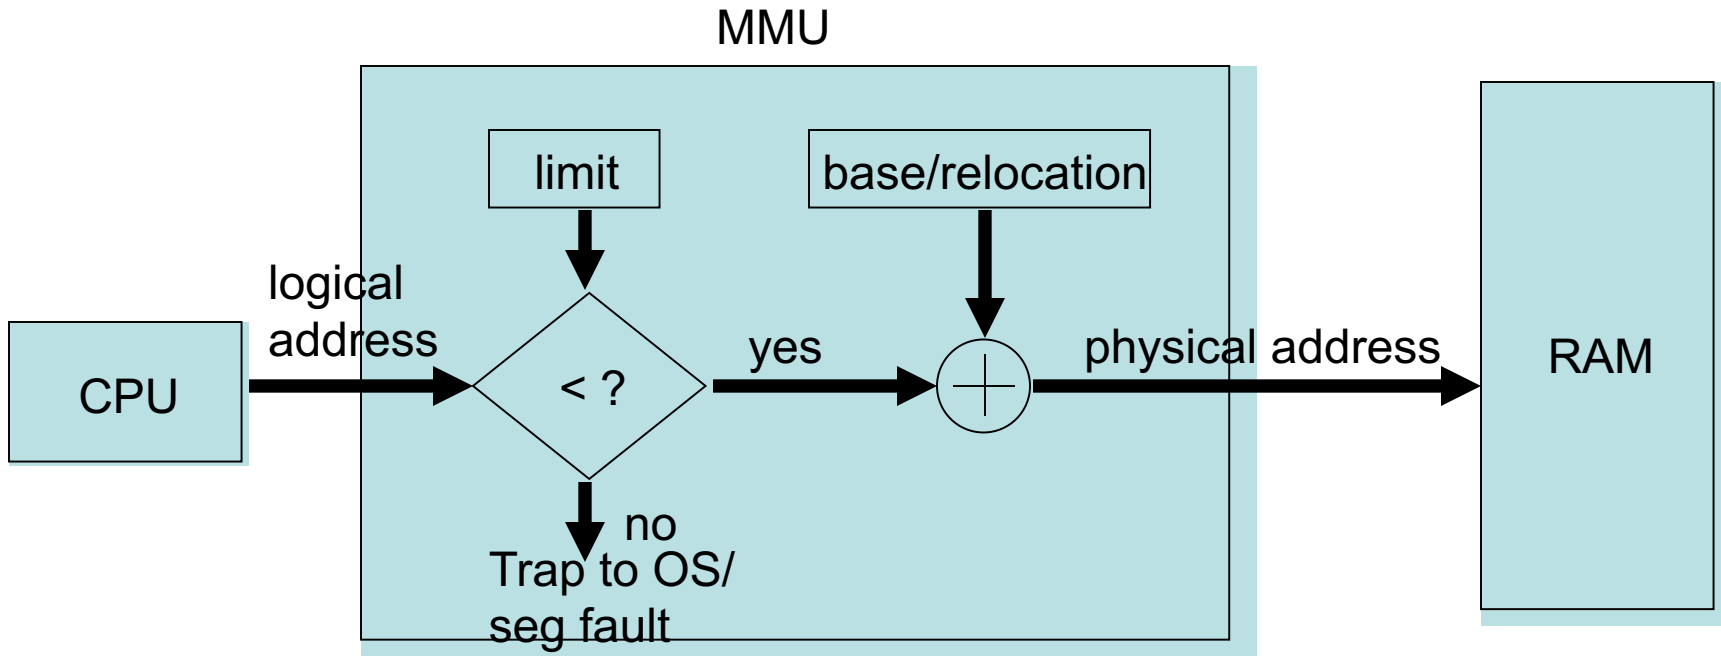 MMU
limit
base/relocation
logical
address
CPU
< ?
yes
physical address
RAM
no
Trap to OS/
seg fault